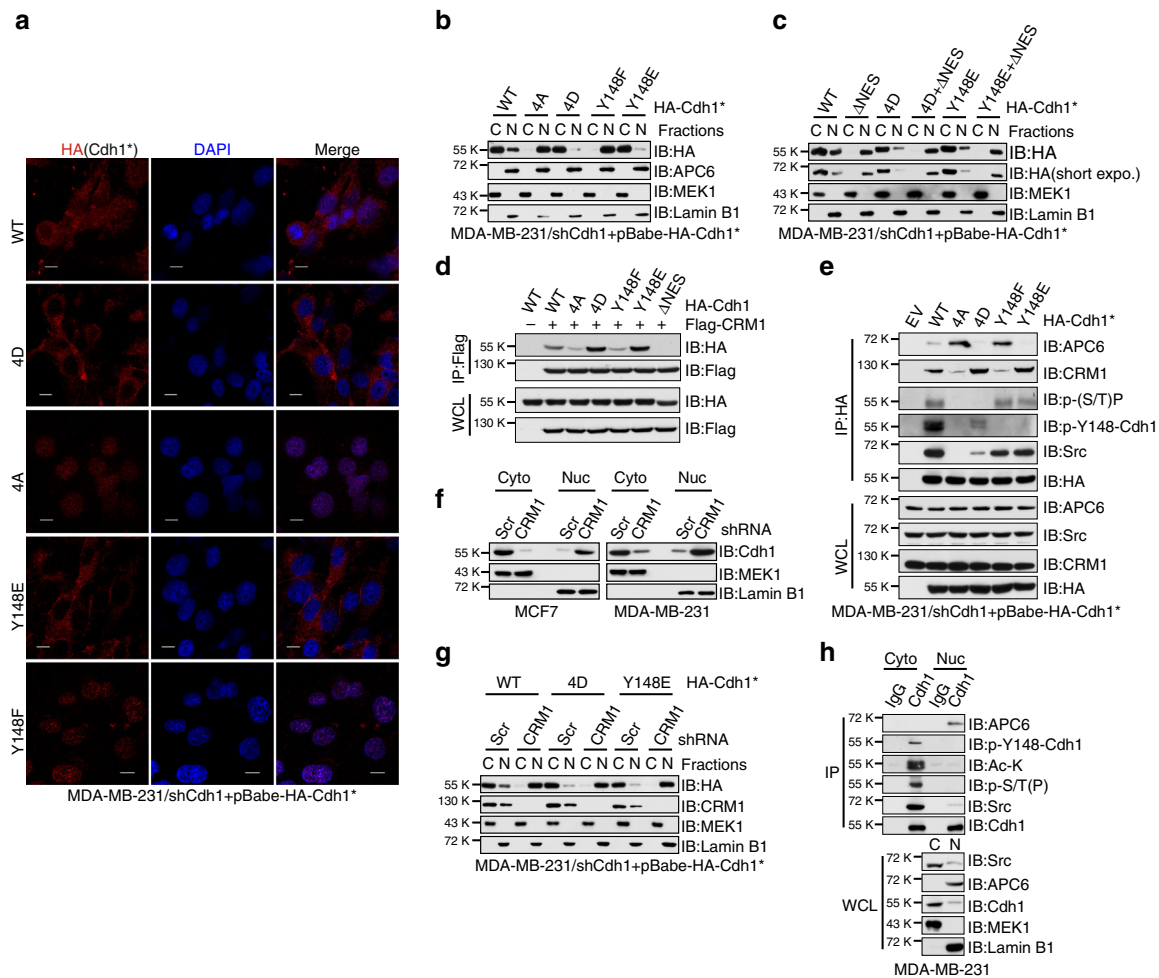 a
HA(Cdh1*) DAPI Merge
WT
4D
4A
Y148E
Y148F
MDA-MB-231/shCdh1+pBabe-HA-Cdh1*
b
WT 4A 4D Y148F Y148E HA-Cdh1*
C N C N C N C N C N Fractions
55 K IB:HA
72 K IB:APC6
43 K IB:MEK1
72 K IB:Lamin B1
MDA-MB-231/shCdh1+pBabe-HA-Cdh1*
c
WT ΔNES 4D 4D+ΔNES Y148E Y148E+ΔNES HA-Cdh1*
C N C N C N C N C N C N Fractions
55 K IB:HA
55 K IB:HA(short expo.)
43 K IB:MEK1
72 K IB:Lamin B1
MDA-MB-231/shCdh1+pBabe-HA-Cdh1*
d
WT WT 4A 4D Y148F Y148E ΔNES HA-Cdh1
– + + + + + + Flag-CRM1
IP:Flag
55 K IB:HA
130 K IB:Flag
WCL
55 K IB:HA
130 K IB:Flag
e
EV WT 4A 4D Y148F Y148E HA-Cdh1*
IP:HA
72 K IB:APC6
130 K IB:CRM1
55 K IB:p-(S/T)P
55 K IB:p-Y148-Cdh1
72 K IB:Src
55 K IB:HA
WCL
72 K IB:APC6
72 K IB:Src
130 K IB:CRM1
55 K IB:HA
MDA-MB-231/shCdh1+pBabe-HA-Cdh1*
f
Cyto Nuc Cyto Nuc
Scr CRM1 Scr CRM1 Scr CRM1 Scr CRM1 shRNA
55 K IB:Cdh1
43 K IB:MEK1
72 K IB:Lamin B1
MCF7 MDA-MB-231
g
WT 4D Y148E HA-Cdh1*
Scr CRM1 Scr CRM1 Scr CRM1 shRNA
C N C N C N C N C N C N Fractions
55 K IB:HA
130 K IB:CRM1
43 K IB:MEK1
72 K IB:Lamin B1
MDA-MB-231/shCdh1+pBabe-HA-Cdh1*
h
Cyto Nuc
IgG Cdh1 IgG Cdh1
IP
72 K IB:APC6
55 K IB:p-Y148-Cdh1
55 K IB:Ac-K
55 K IB:p-S/T(P)
72 K IB:Src
55 K IB:Cdh1
C N
WCL
72 K IB:Src
72 K IB:APC6
55 K IB:Cdh1
43 K IB:MEK1
72 K IB:Lamin B1
MDA-MB-231